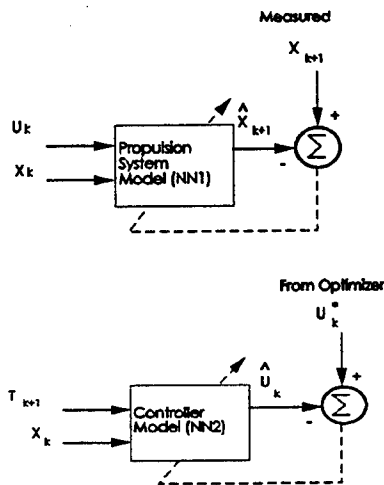 Measured
X k+1
U k
X k
Propulsion
System
Model (NN1)
^
X k+1
+
Σ
-
From Optimizer
U * k
T k+1
X k
Controller
Model (NN2)
^
U k
+
Σ
-